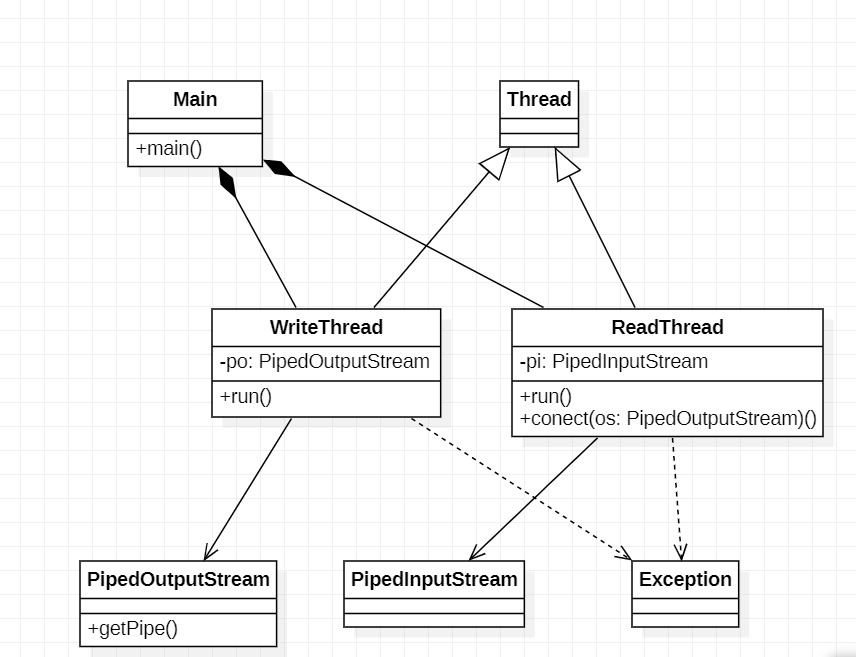 Main
+main()
Thread
WriteThread
-po: PipedOutputStream
+run()
ReadThread
-pi: PipedInputStream
+run()
+conect(os: PipedOutputStream)()
PipedOutputStream
+getPipe()
PipedInputStream
Exception